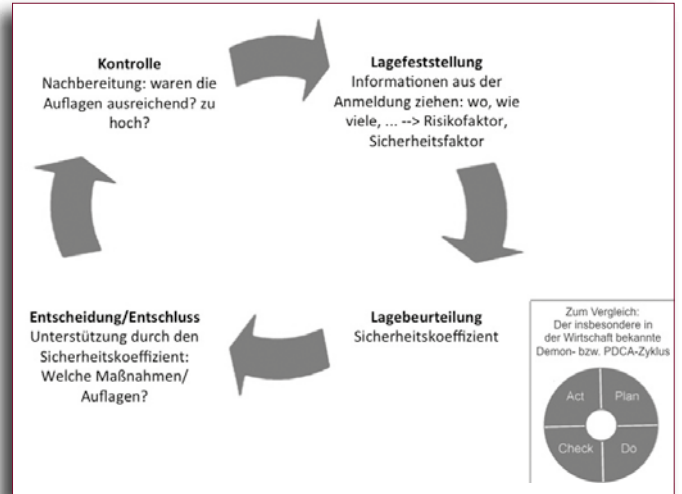 Kontrolle
Nachbereitung: waren die
Auflagen ausreichend? zu
hoch?
Lagefeststellung
Informationen aus der
Anmeldung ziehen: wo, wie
viele, ... --> Risikofaktor,
Sicherheitsfaktor
Entscheidung/Entschluss
Unterstützung durch den
Sicherheitskoeffizient:
Welche Maßnahmen/
Auflagen?
Lagebeurteilung
Sicherheitskoeffizient
Zum Vergleich:
Der insbesondere in
der Wirtschaft bekannte
Demon- bzw. PDCA-Zyklus
Act Plan
Check Do